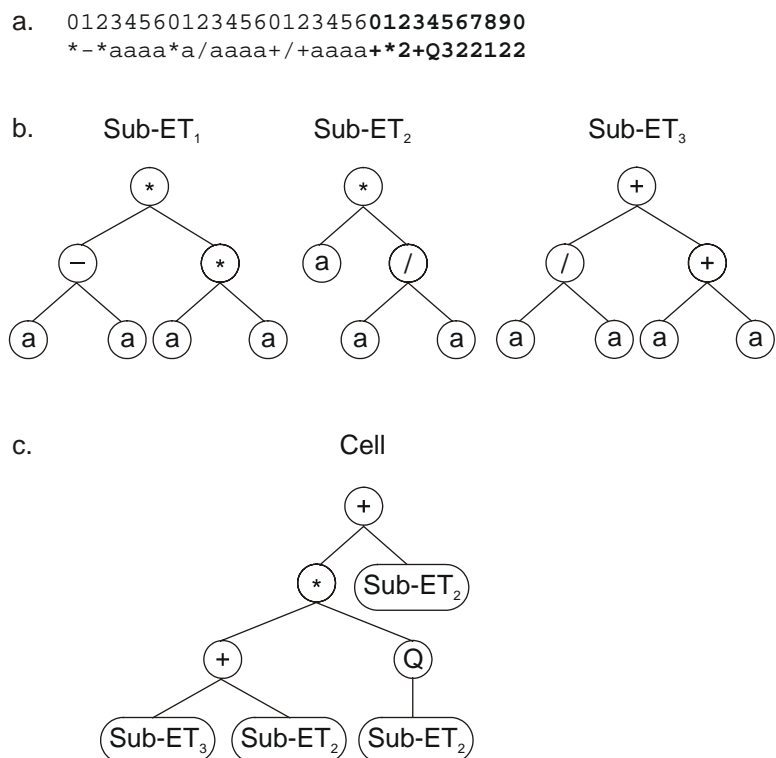 a. 01234560123456012345601234567890
*-*aaaa*a/aaaa+/+aaaa+*2+Q322122
b. Sub-ET₁ Sub-ET₂ Sub-ET₃
* * +
− * a / / +
a a a a a a a a a a
c. Cell
+
* Sub-ET₂
+ Q
Sub-ET₃ Sub-ET₂ Sub-ET₂